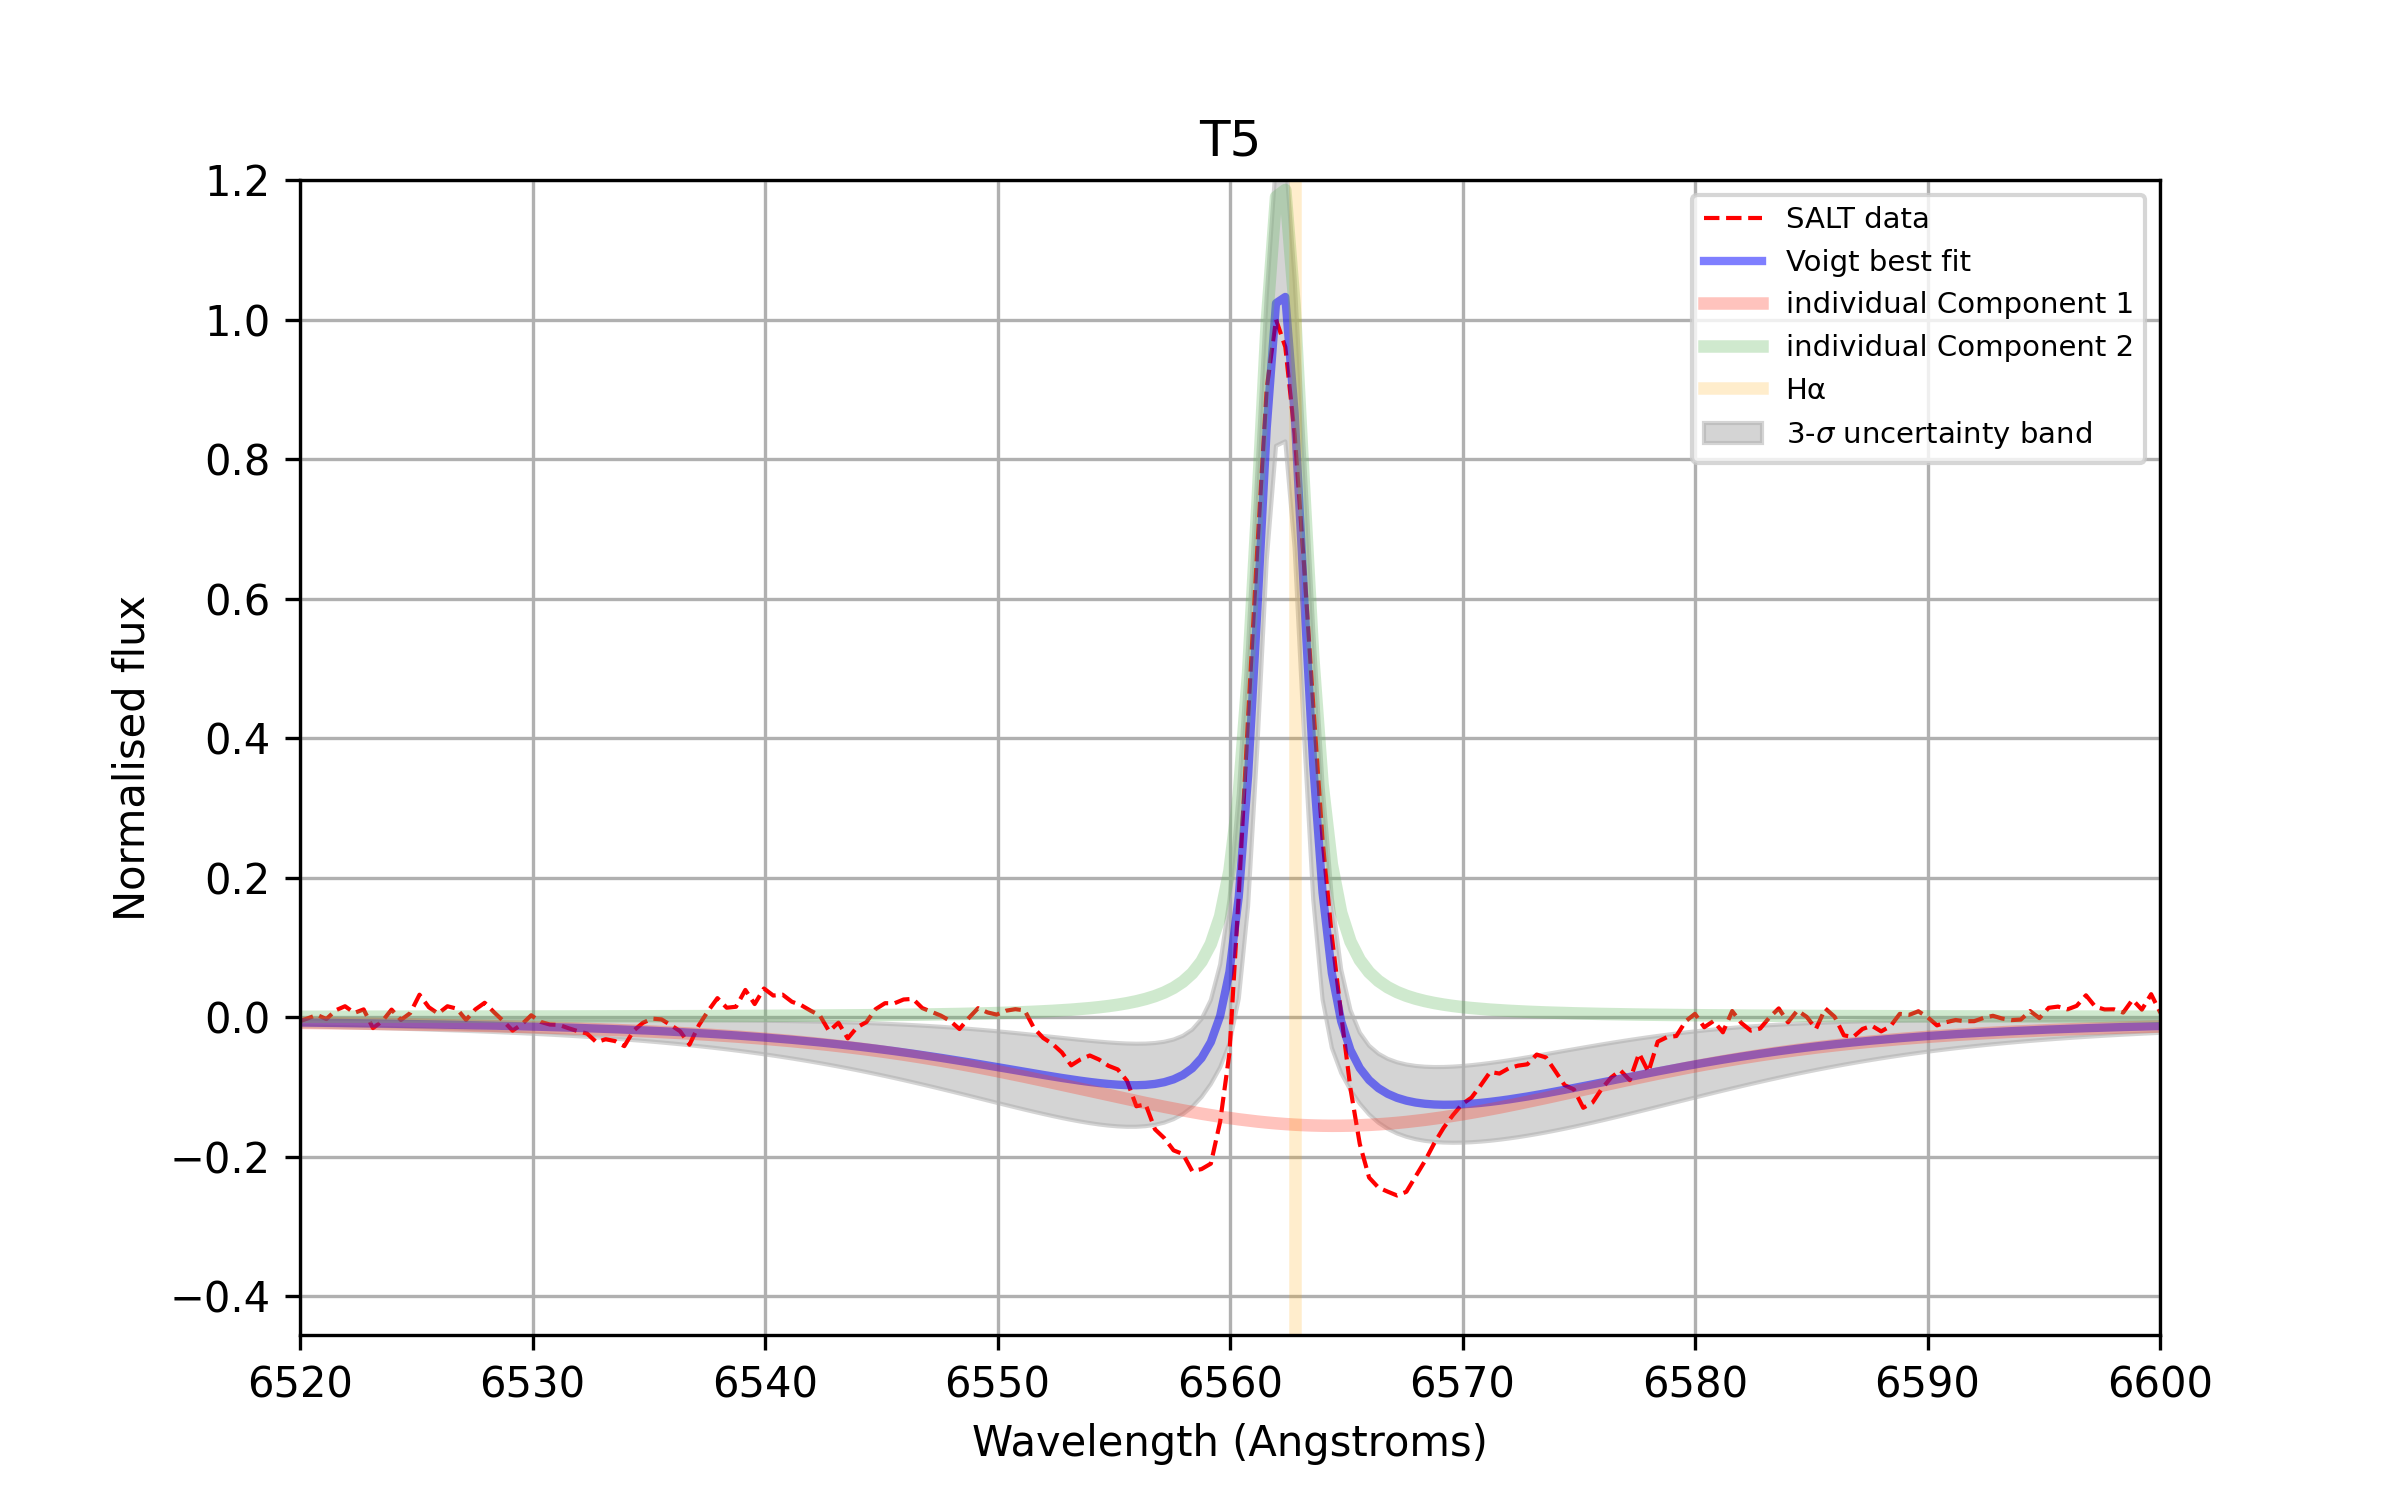 T5
1.2
1.0
0.8
0.6
0.4
0.2
0.0
−0.2
−0.4
Normalised flux
SALT data
Voigt best fit
individual Component 1
individual Component 2
Hα
3-σ uncertainty band
6520 6530 6540 6550 6560 6570 6580 6590 6600
Wavelength (Angstroms)